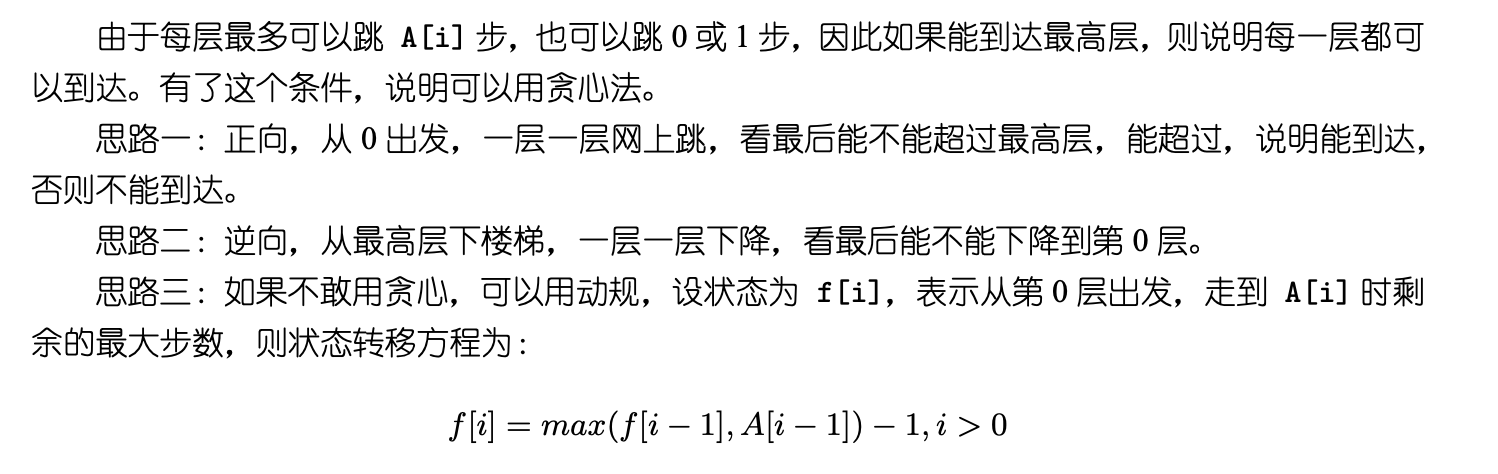 由于每层最多可以跳 A[i] 步，也可以跳 0 或 1 步，因此如果能到达最高层，则说明每一层都可
以到达。有了这个条件，说明可以用贪心法。
思路一：正向，从 0 出发，一层一层网上跳，看最后能不能超过最高层，能超过，说明能到达，
否则不能到达。
思路二：逆向，从最高层下楼梯，一层一层下降，看最后能不能下降到第 0 层。
思路三：如果不敢用贪心，可以用动规，设状态为 f[i]，表示从第 0 层出发，走到 A[i] 时剩
余的最大步数，则状态转移方程为：
f[i] = max(f[i − 1], A[i − 1]) − 1, i > 0